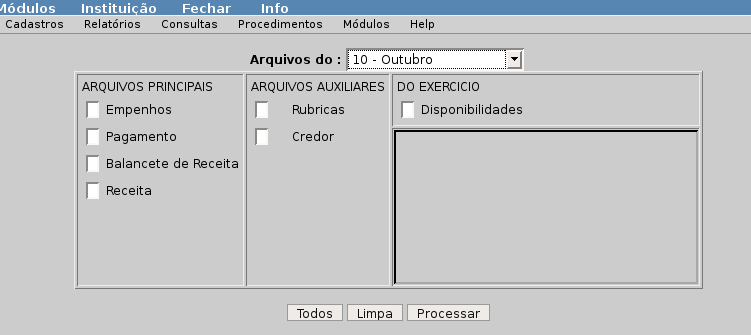 Módulos Instituição Fechar Info
Cadastros Relatórios Consultas Procedimentos Módulos Help
Arquivos do : 10 - Outubro
ARQUIVOS PRINCIPAIS ARQUIVOS AUXILIARES DO EXERCICIO
Empenhos Rubricas Disponibilidades
Pagamento Credor
Balancete de Receita
Receita
Todos Limpa Processar